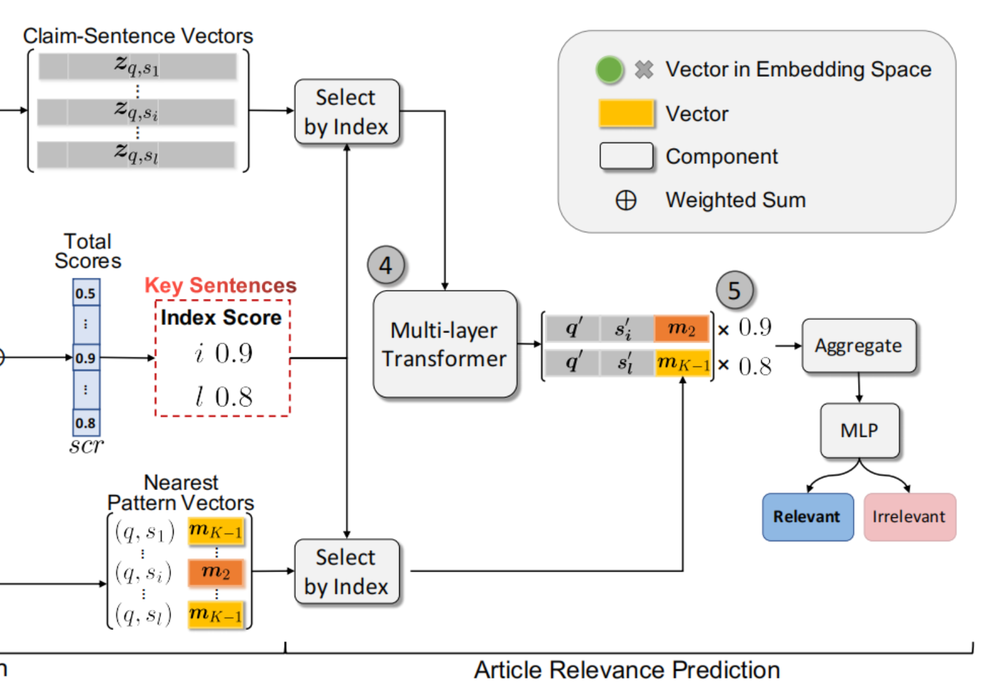 Claim-Sentence Vectors
z_{q,s_1}
⋮
z_{q,s_i}
⋮
z_{q,s_l}
Select
by Index
Vector in Embedding Space
Vector
Component
⊕ Weighted Sum
Total
Scores
0.5
⋮
0.9
⋮
0.8
scr
Key Sentences
Index Score
i 0.9
l 0.8
4
Multi-layer
Transformer
5
q′ s′_i m_2 × 0.9
q′ s′_l m_{K−1} × 0.8
Aggregate
MLP
Relevant
Irrelevant
Nearest
Pattern Vectors
(q, s_1) m_{K−1}
⋮ ⋮
(q, s_i) m_2
⋮ ⋮
(q, s_l) m_{K−1}
Select
by Index
Article Relevance Prediction